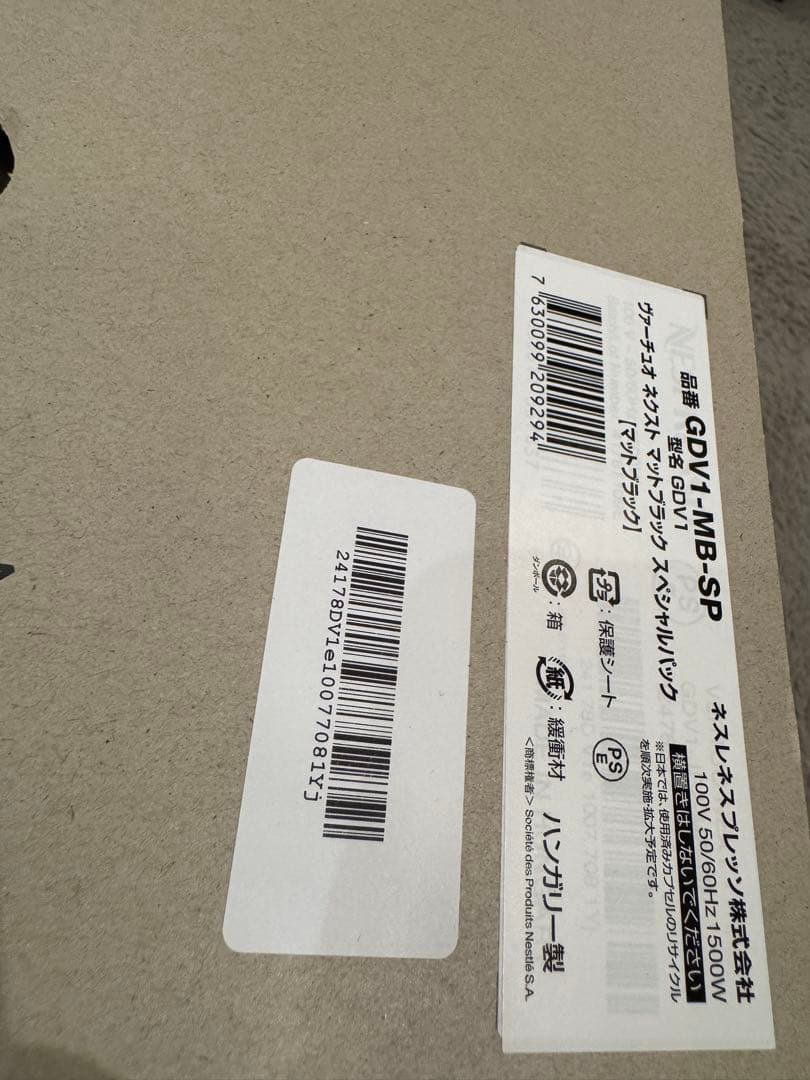 品番 GDV1-MB-SP
型名 GDV1
ヴァーチュオ ネクスト マットブラック スペシャルパック
【マットブラック】
7 630099 209294
プラ：保護シート
ダンボール
：箱 紙：緩衝材
ネスレネスプレッソ株式会社
100V 50/60Hz 1500W
横置きはしないでください
※日本では、使用済みカプセルのリサイクル
を順次実施・拡大予定です。
PS
E
ハンガリー製
＜商標権者＞ Société des Produits Nestlé S.A.
24178DV1e10077081Yj